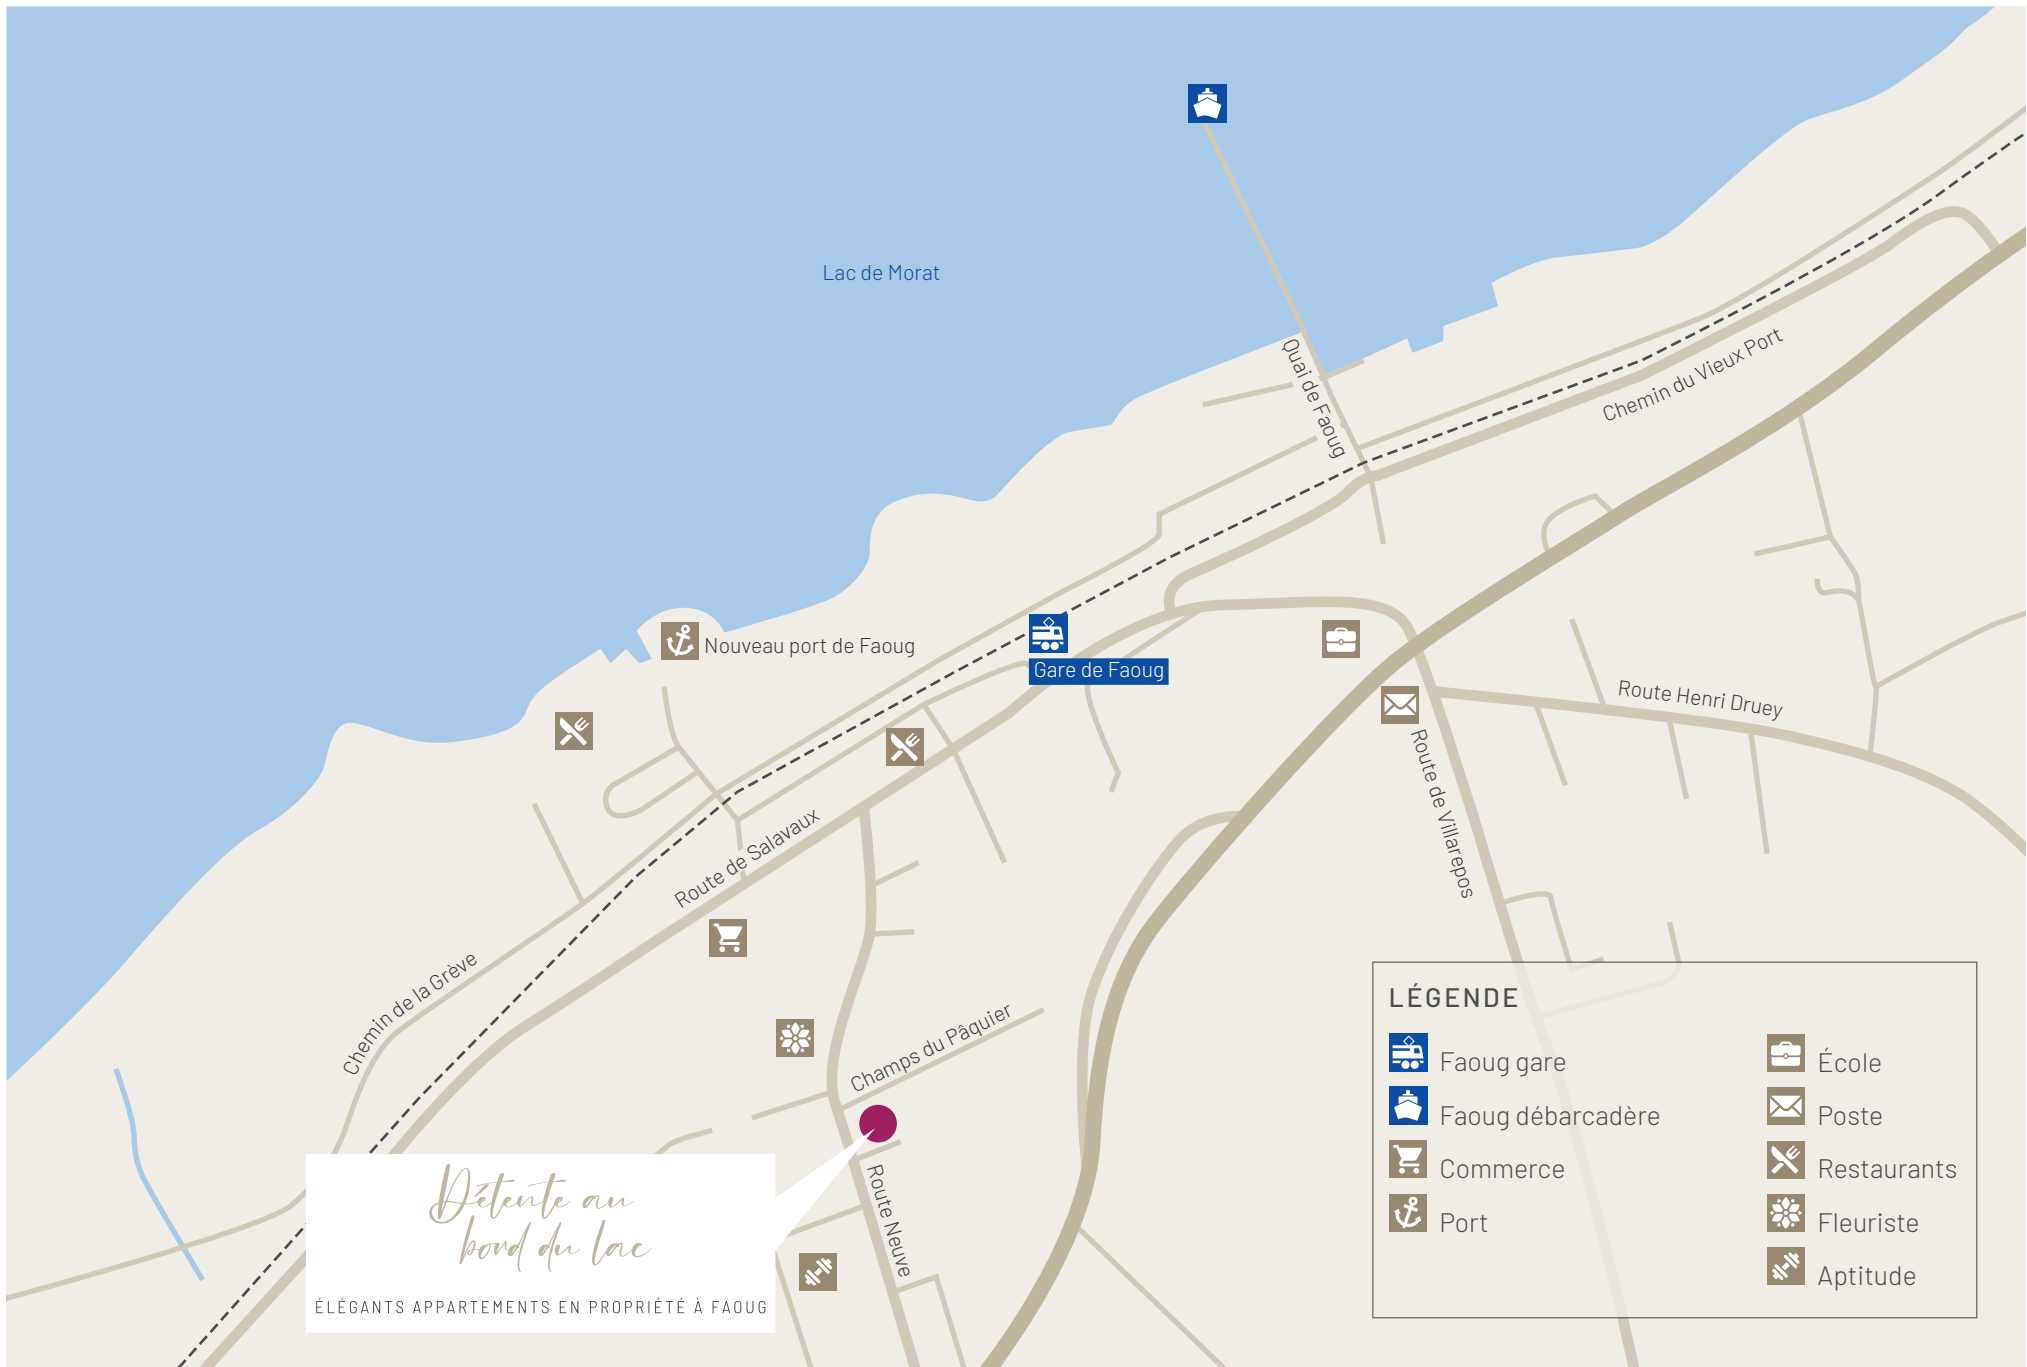 Lac de Morat
Quai de Faoug
Chemin du Vieux Port
Nouveau port de Faoug
Gare de Faoug
Route Henri Druey
Route de Villarepos
Route de Salavaux
Chemin de la Grève
Champs du Pâquier
Route Neuve
Détente au
bord du lac
ÉLÉGANTS APPARTEMENTS EN PROPRIÉTÉ À FAOUG
LÉGENDE
Faoug gare
Faoug débarcadère
Commerce
Port
École
Poste
Restaurants
Fleuriste
Aptitude